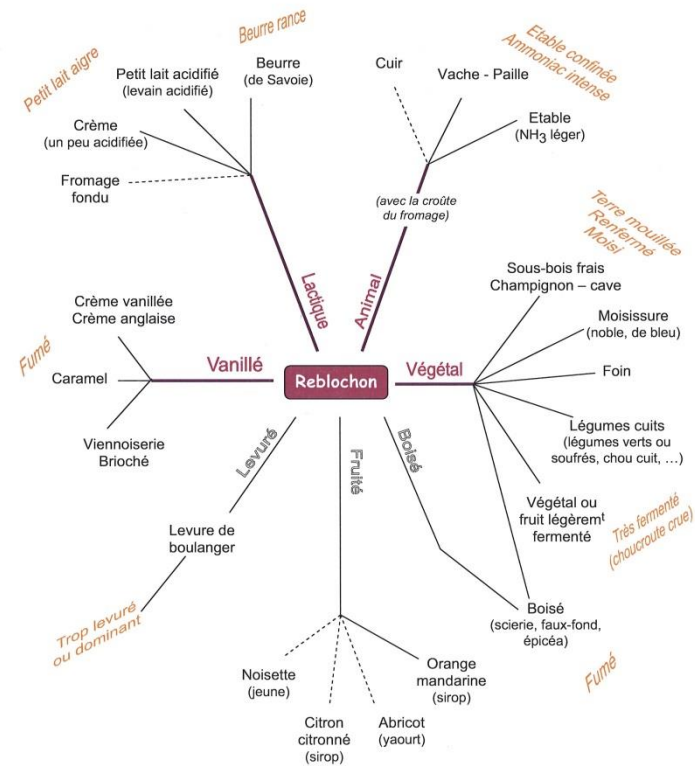 Beurre rance
Petit lait aigre
Petit lait acidifié
(levain acidifié)
Beurre
(de Savoie)
Crème
(un peu acidifiée)
Fromage
fondu
Lactique
Cuir
Vache - Paille
Etable
(NH3 léger)
Etable confinée
Ammoniac intense
(avec la croûte
du fromage)
Animal
Terre mouillée
Renfermé
Moisi
Sous-bois frais
Champignon – cave
Moisissure
(noble, de bleu)
Foin
Légumes cuits
(légumes verts ou
soufrés, chou cuit, …)
Végétal ou
fruit légèremt
fermenté
Très fermenté
(choucroute crue)
Végétal
Reblochon
Vanillé
Crème vanillée
Crème anglaise
Fumé
Caramel
Viennoiserie
Brioché
Levuré
Levure de
boulanger
Trop levuré
ou dominant
Fruité
Noisette
(jeune)
Citron
citronné
(sirop)
Abricot
(yaourt)
Orange
mandarine
(sirop)
Boisé
Boisé
(scierie, faux-fond,
épicéa)
Fumé